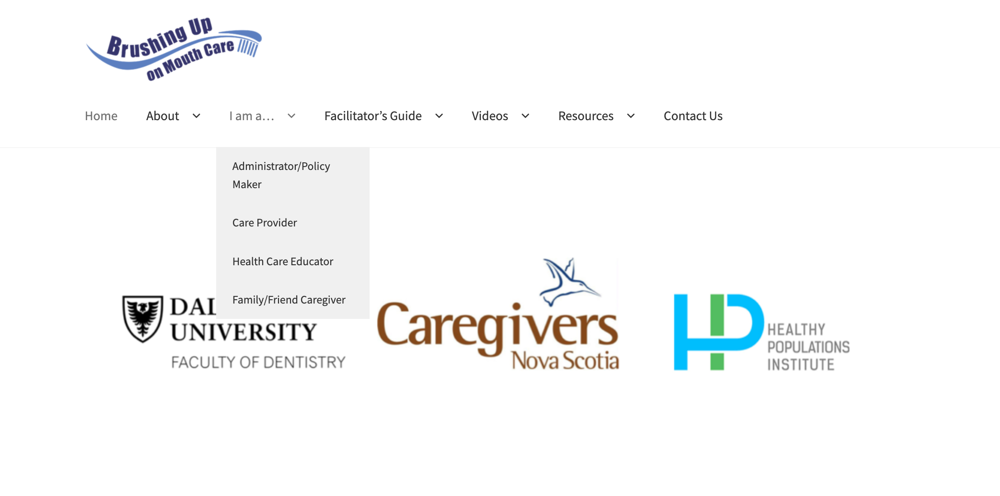 Brushing Up
on Mouth Care
Home About I am a… Facilitator’s Guide Videos Resources Contact Us
Administrator/Policy
Maker
Care Provider
Health Care Educator
Family/Friend Caregiver
UNIVERSITY
FACULTY OF DENTISTRY
Caregivers
Nova Scotia
HEALTHY
POPULATIONS
INSTITUTE